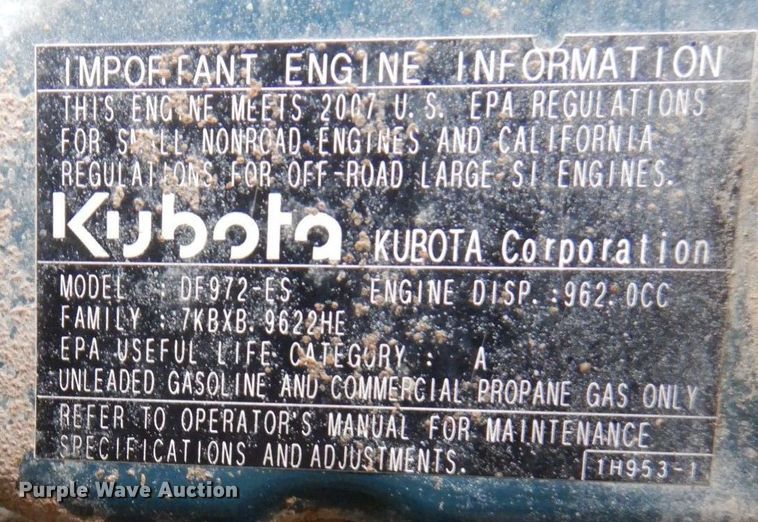 IMPORTANT ENGINE INFORMATION
THIS ENGINE MEETS 2007 U.S. EPA REGULATIONS
FOR SMALL NONROAD ENGINES AND CALIFORNIA
REGULATIONS FOR OFF-ROAD LARGE SI ENGINES.
Kubota KUBOTA Corporation
MODEL : DF972-ES ENGINE DISP. : 962.0CC
FAMILY : 7KBXB.9622HE
EPA USEFUL LIFE CATEGORY : A
UNLEADED GASOLINE AND COMMERCIAL PROPANE GAS ONLY
REFER TO OPERATOR'S MANUAL FOR MAINTENANCE
SPECIFICATIONS AND ADJUSTMENTS.
1H953-1
Purple Wave Auction